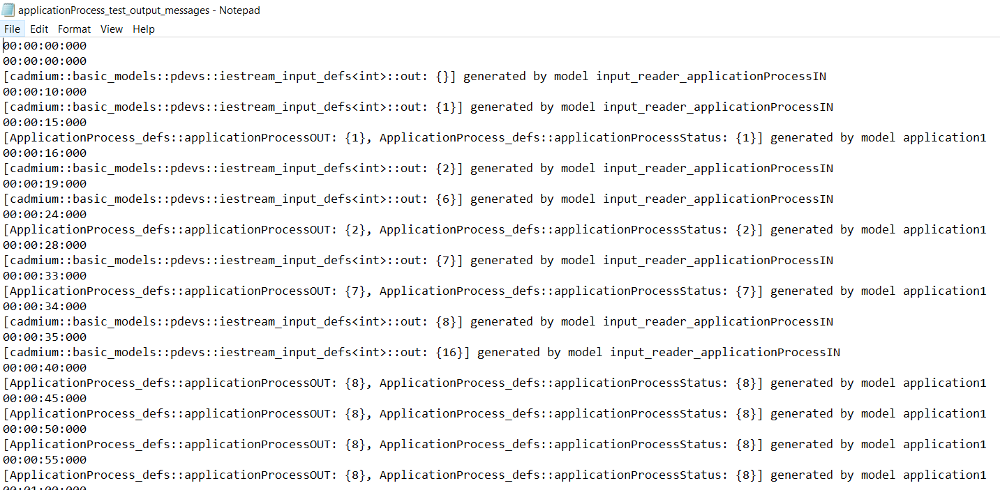 applicationProcess_test_output_messages - Notepad
File Edit Format View Help
00:00:00:000
00:00:00:000
[cadmium::basic_models::pdevs::iestream_input_defs<int>::out: {}] generated by model input_reader_applicationProcessIN
00:00:10:000
[cadmium::basic_models::pdevs::iestream_input_defs<int>::out: {1}] generated by model input_reader_applicationProcessIN
00:00:15:000
[ApplicationProcess_defs::applicationProcessOUT: {1}, ApplicationProcess_defs::applicationProcessStatus: {1}] generated by model application1
00:00:16:000
[cadmium::basic_models::pdevs::iestream_input_defs<int>::out: {2}] generated by model input_reader_applicationProcessIN
00:00:19:000
[cadmium::basic_models::pdevs::iestream_input_defs<int>::out: {6}] generated by model input_reader_applicationProcessIN
00:00:24:000
[ApplicationProcess_defs::applicationProcessOUT: {2}, ApplicationProcess_defs::applicationProcessStatus: {2}] generated by model application1
00:00:28:000
[cadmium::basic_models::pdevs::iestream_input_defs<int>::out: {7}] generated by model input_reader_applicationProcessIN
00:00:33:000
[ApplicationProcess_defs::applicationProcessOUT: {7}, ApplicationProcess_defs::applicationProcessStatus: {7}] generated by model application1
00:00:34:000
[cadmium::basic_models::pdevs::iestream_input_defs<int>::out: {8}] generated by model input_reader_applicationProcessIN
00:00:35:000
[cadmium::basic_models::pdevs::iestream_input_defs<int>::out: {16}] generated by model input_reader_applicationProcessIN
00:00:40:000
[ApplicationProcess_defs::applicationProcessOUT: {8}, ApplicationProcess_defs::applicationProcessStatus: {8}] generated by model application1
00:00:45:000
[ApplicationProcess_defs::applicationProcessOUT: {8}, ApplicationProcess_defs::applicationProcessStatus: {8}] generated by model application1
00:00:50:000
[ApplicationProcess_defs::applicationProcessOUT: {8}, ApplicationProcess_defs::applicationProcessStatus: {8}] generated by model application1
00:00:55:000
[ApplicationProcess_defs::applicationProcessOUT: {8}, ApplicationProcess_defs::applicationProcessStatus: {8}] generated by model application1
00:01:00:000